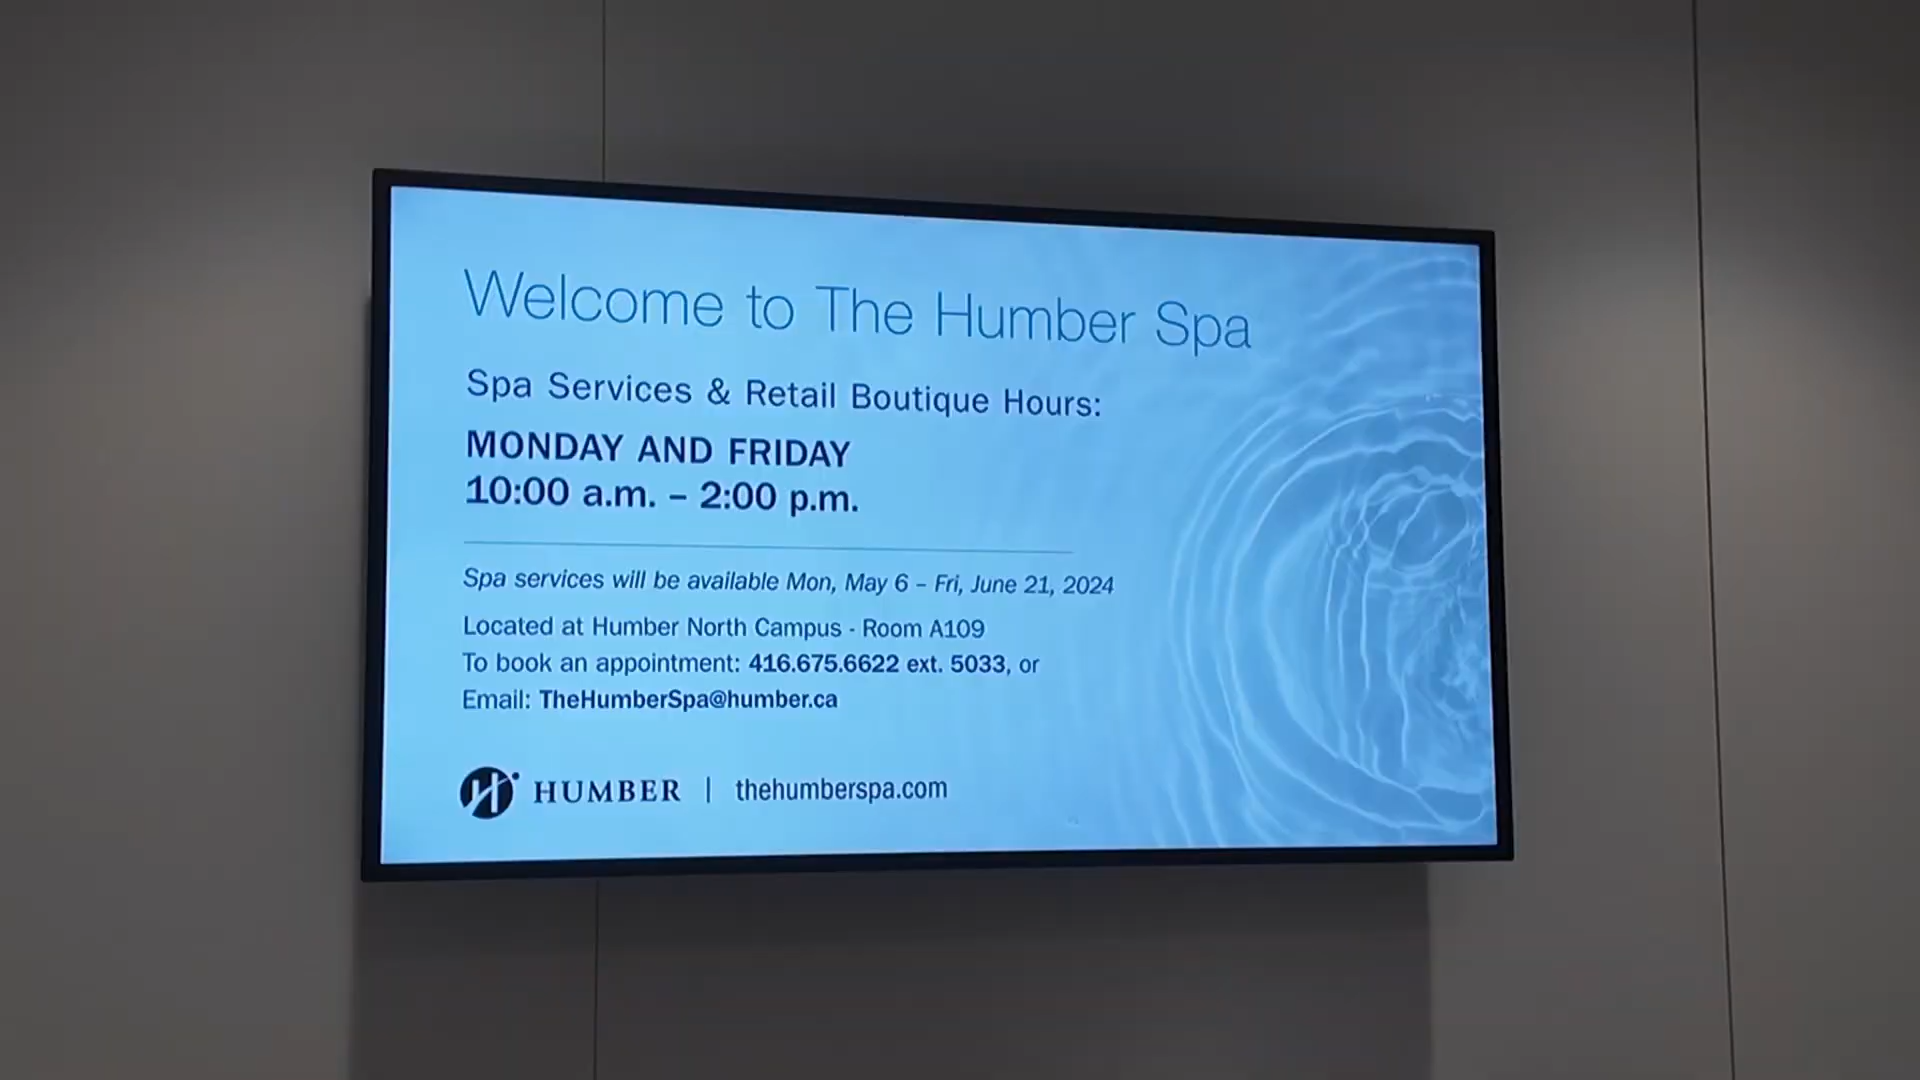 Welcome to The Humber Spa
Spa Services & Retail Boutique Hours:
MONDAY AND FRIDAY
10:00 a.m. – 2:00 p.m.
Spa services will be available Mon, May 6 – Fri, June 21, 2024
Located at Humber North Campus - Room A109
To book an appointment: 416.675.6622 ext. 5033, or
Email: TheHumberSpa@humber.ca
HUMBER | thehumberspa.com